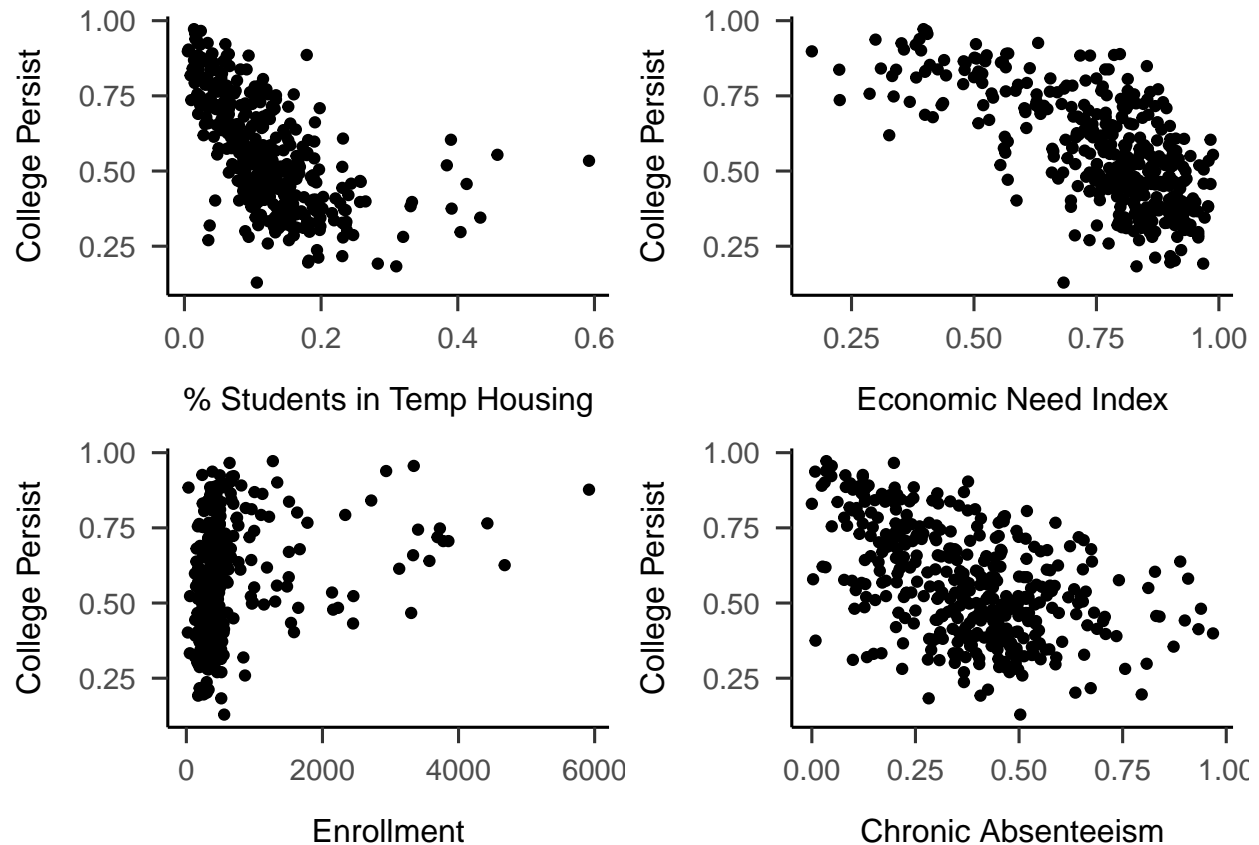 College Persist
1.00
0.75
0.50
0.25
0.0 0.2 0.4 0.6
% Students in Temp Housing
College Persist
1.00
0.75
0.50
0.25
0.25 0.50 0.75 1.00
Economic Need Index
College Persist
1.00
0.75
0.50
0.25
0 2000 4000 6000
Enrollment
College Persist
1.00
0.75
0.50
0.25
0.00 0.25 0.50 0.75 1.00
Chronic Absenteeism